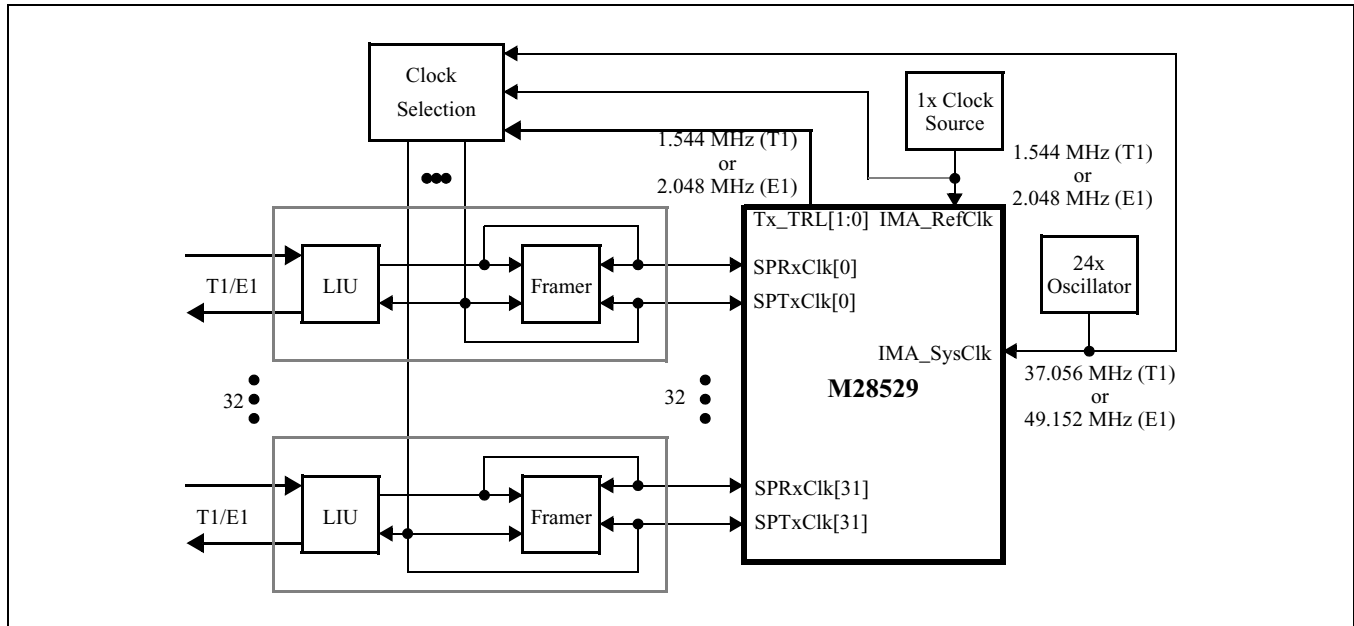 Clock
Selection
1x Clock
Source
1.544 MHz (T1)
or
2.048 MHz (E1)
1.544 MHz (T1)
or
2.048 MHz (E1)
Tx_TRL[1:0] IMA_RefClk
T1/E1
LIU
Framer
SPRxClk[0]
SPTxClk[0]
24x
Oscillator
IMA_SysClk
M28529
37.056 MHz (T1)
or
49.152 MHz (E1)
32
32
T1/E1
LIU
Framer
SPRxClk[31]
SPTxClk[31]